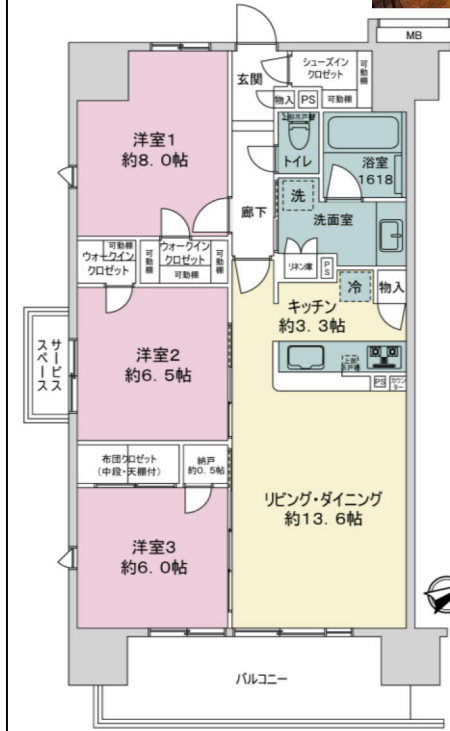 MB
シューズイン
クロゼット
可動棚
玄関
物入
PS
可動棚
洋室1
約8.0帖
トイレ
浴室
1618
洗
廊下
洗面室
可動棚
ウォークイン
クロゼット
可動棚
ウォークイン
クロゼット
可動棚
可動棚
リネン庫
PS
冷
物入
キッチン
約3.3帖
サービス
スペース
洋室2
約6.5帖
PS
カウンター
布団クロゼット
(中段・天棚付)
納戸
約0.5帖
リビング・ダイニング
約13.6帖
洋室3
約6.0帖
バルコニー